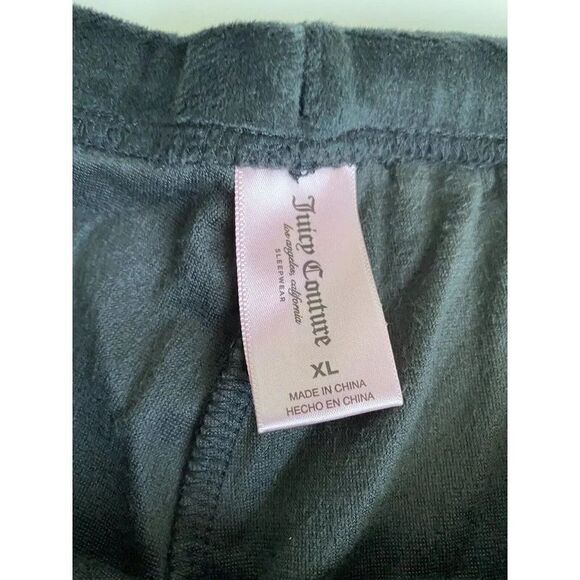 Juicy Couture
los angeles, california
SLEEPWEAR
XL
MADE IN CHINA
HECHO EN CHINA